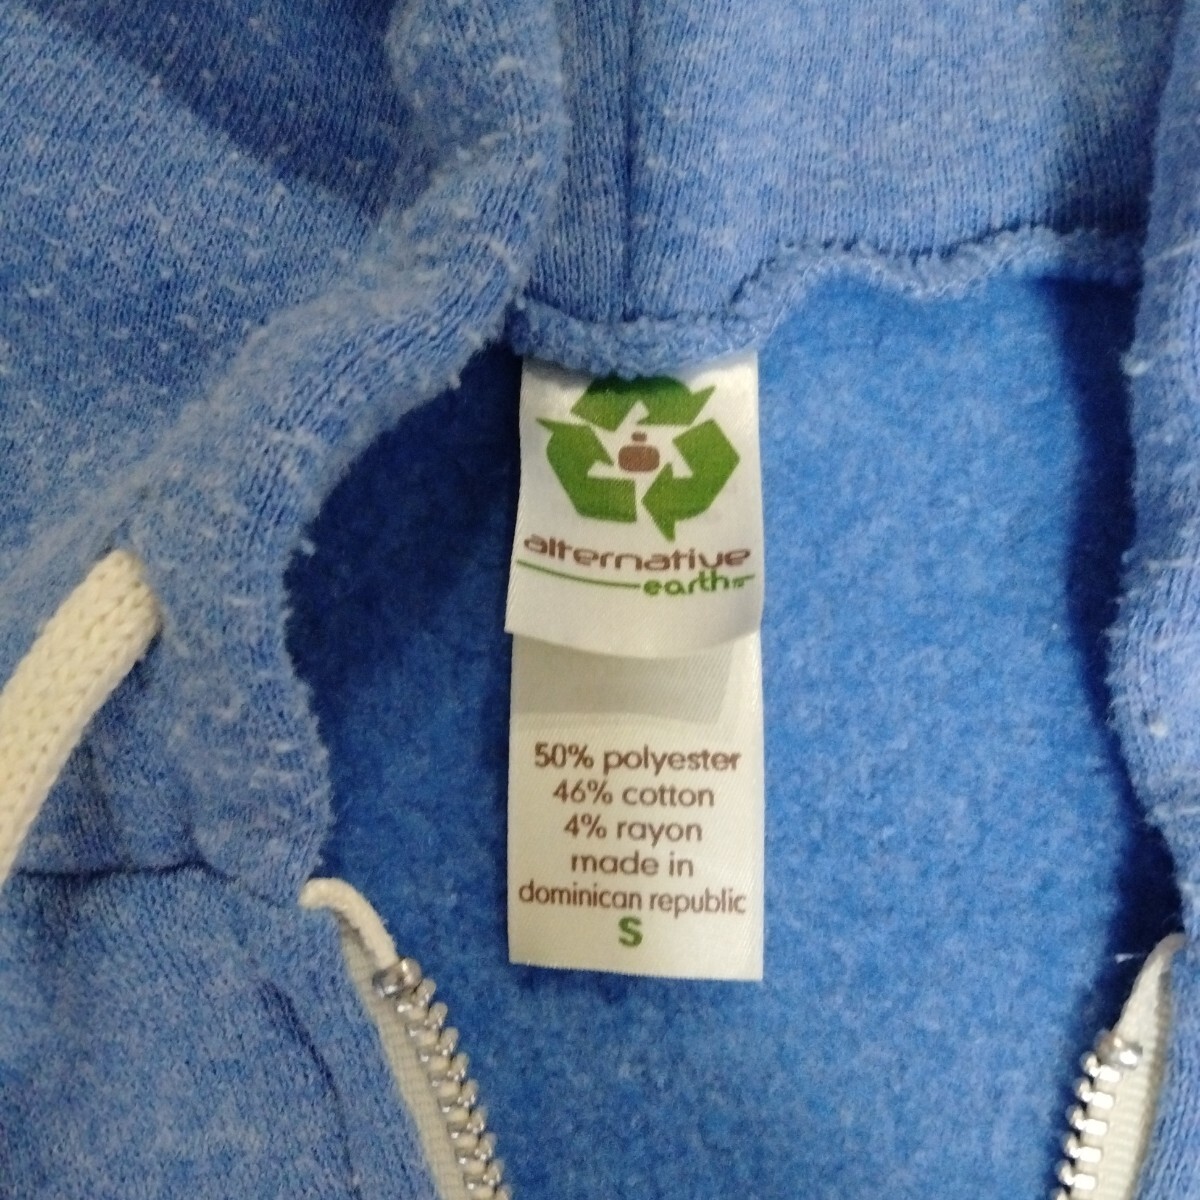 alternative
earth
50% polyester
46% cotton
4% rayon
made in
dominican republic
S